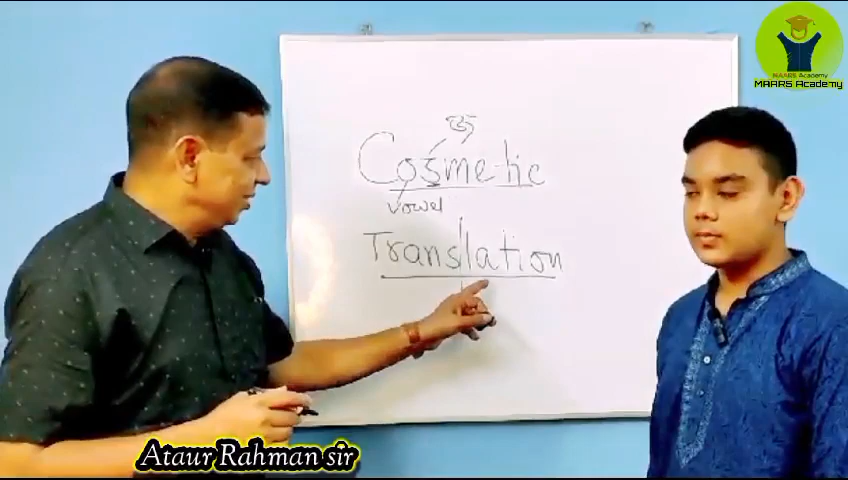 MAARS Academy
MAARS Academy
জ
Cosmetic
vowel
Translation
Ataur Rahman sir